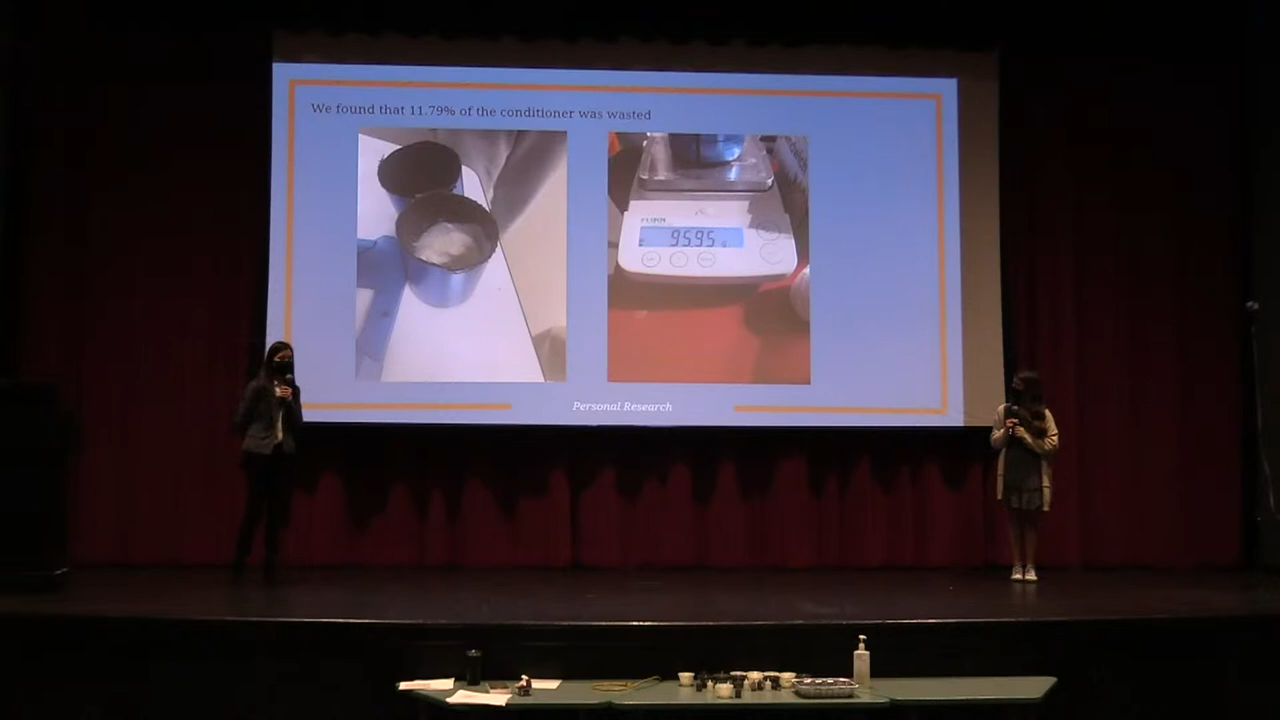 We found that 11.79% of the conditioner was wasted
95.95
Personal Research